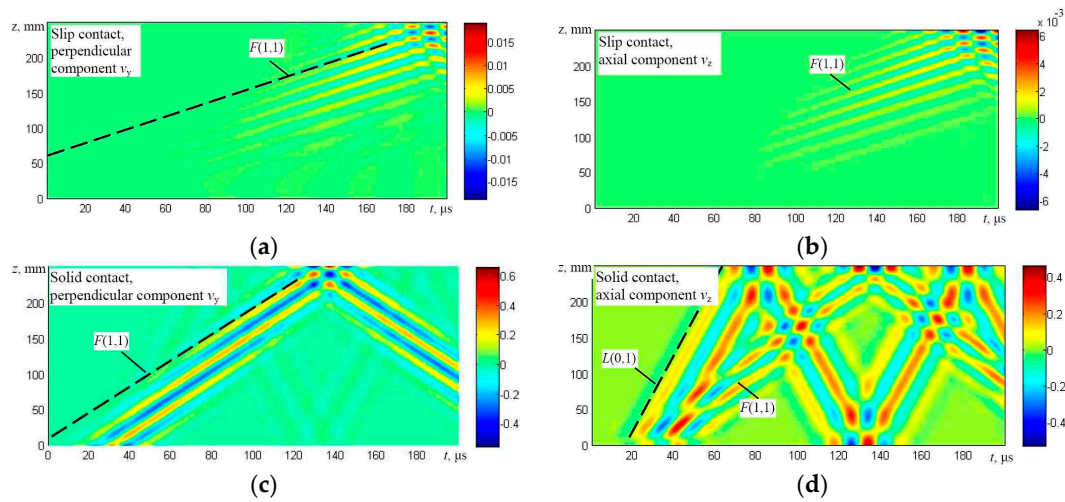 z, mm
Slip contact,
perpendicular
component vy
F(1,1)
200
150
100
50
0
20 40 60 80 100 120 140 160 180
t, μs
0.015
0.01
0.005
0
-0.005
-0.01
-0.015
(a)
z, mm
Slip contact,
axial component vz
F(1,1)
200
150
100
50
0
20 40 60 80 100 120 140 160 180
t, μs
x 10-3
6
4
2
0
-2
-4
-6
(b)
z, mm
Solid contact,
perpendicular component vy
F(1,1)
200
150
100
50
0
0 20 40 60 80 100 120 140 160 180
t, μs
0.6
0.4
0.2
0
-0.2
-0.4
(c)
z, mm
Solid contact,
axial component vz
L(0,1)
F(1,1)
200
150
100
50
0
20 40 60 80 100 120 140 160 180
t, μs
0.4
0.2
0
-0.2
-0.4
(d)